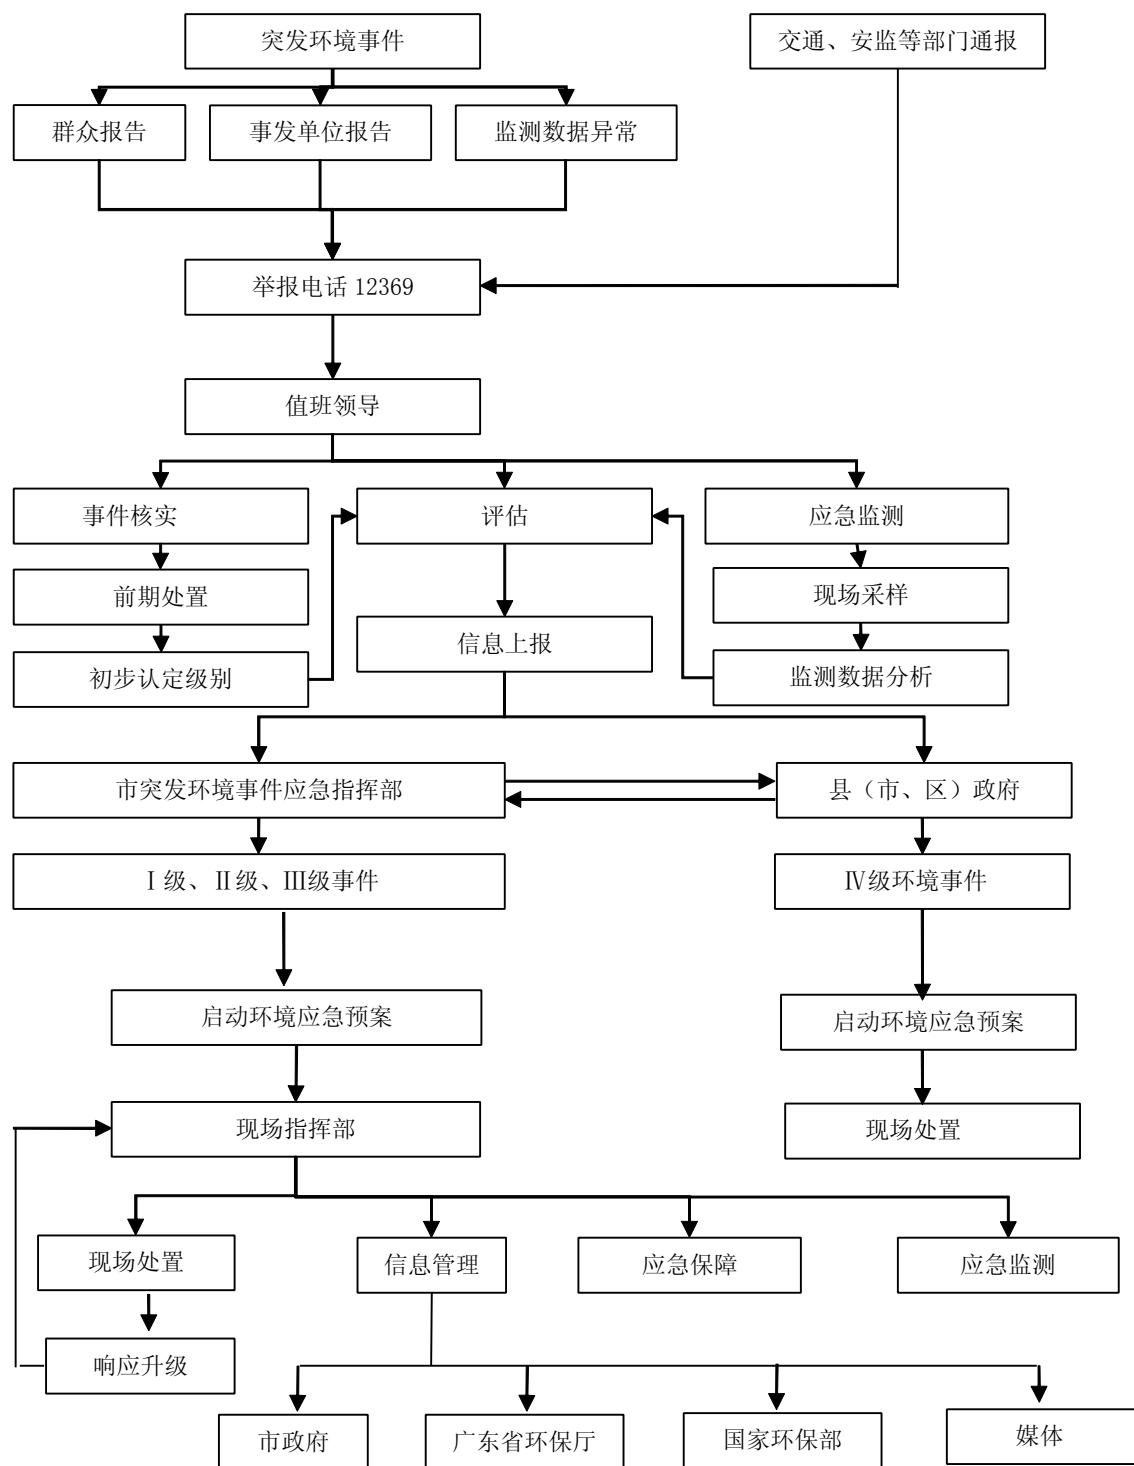 突发环境事件
交通、安监等部门通报
群众报告
事发单位报告
监测数据异常
举报电话 12369
值班领导
事件核实
评估
应急监测
前期处置
现场采样
信息上报
初步认定级别
监测数据分析
市突发环境事件应急指挥部
县（市、区）政府
Ⅰ级、Ⅱ级、Ⅲ级事件
Ⅳ级环境事件
启动环境应急预案
启动环境应急预案
现场指挥部
现场处置
现场处置
信息管理
应急保障
应急监测
响应升级
市政府
广东省环保厅
国家环保部
媒体